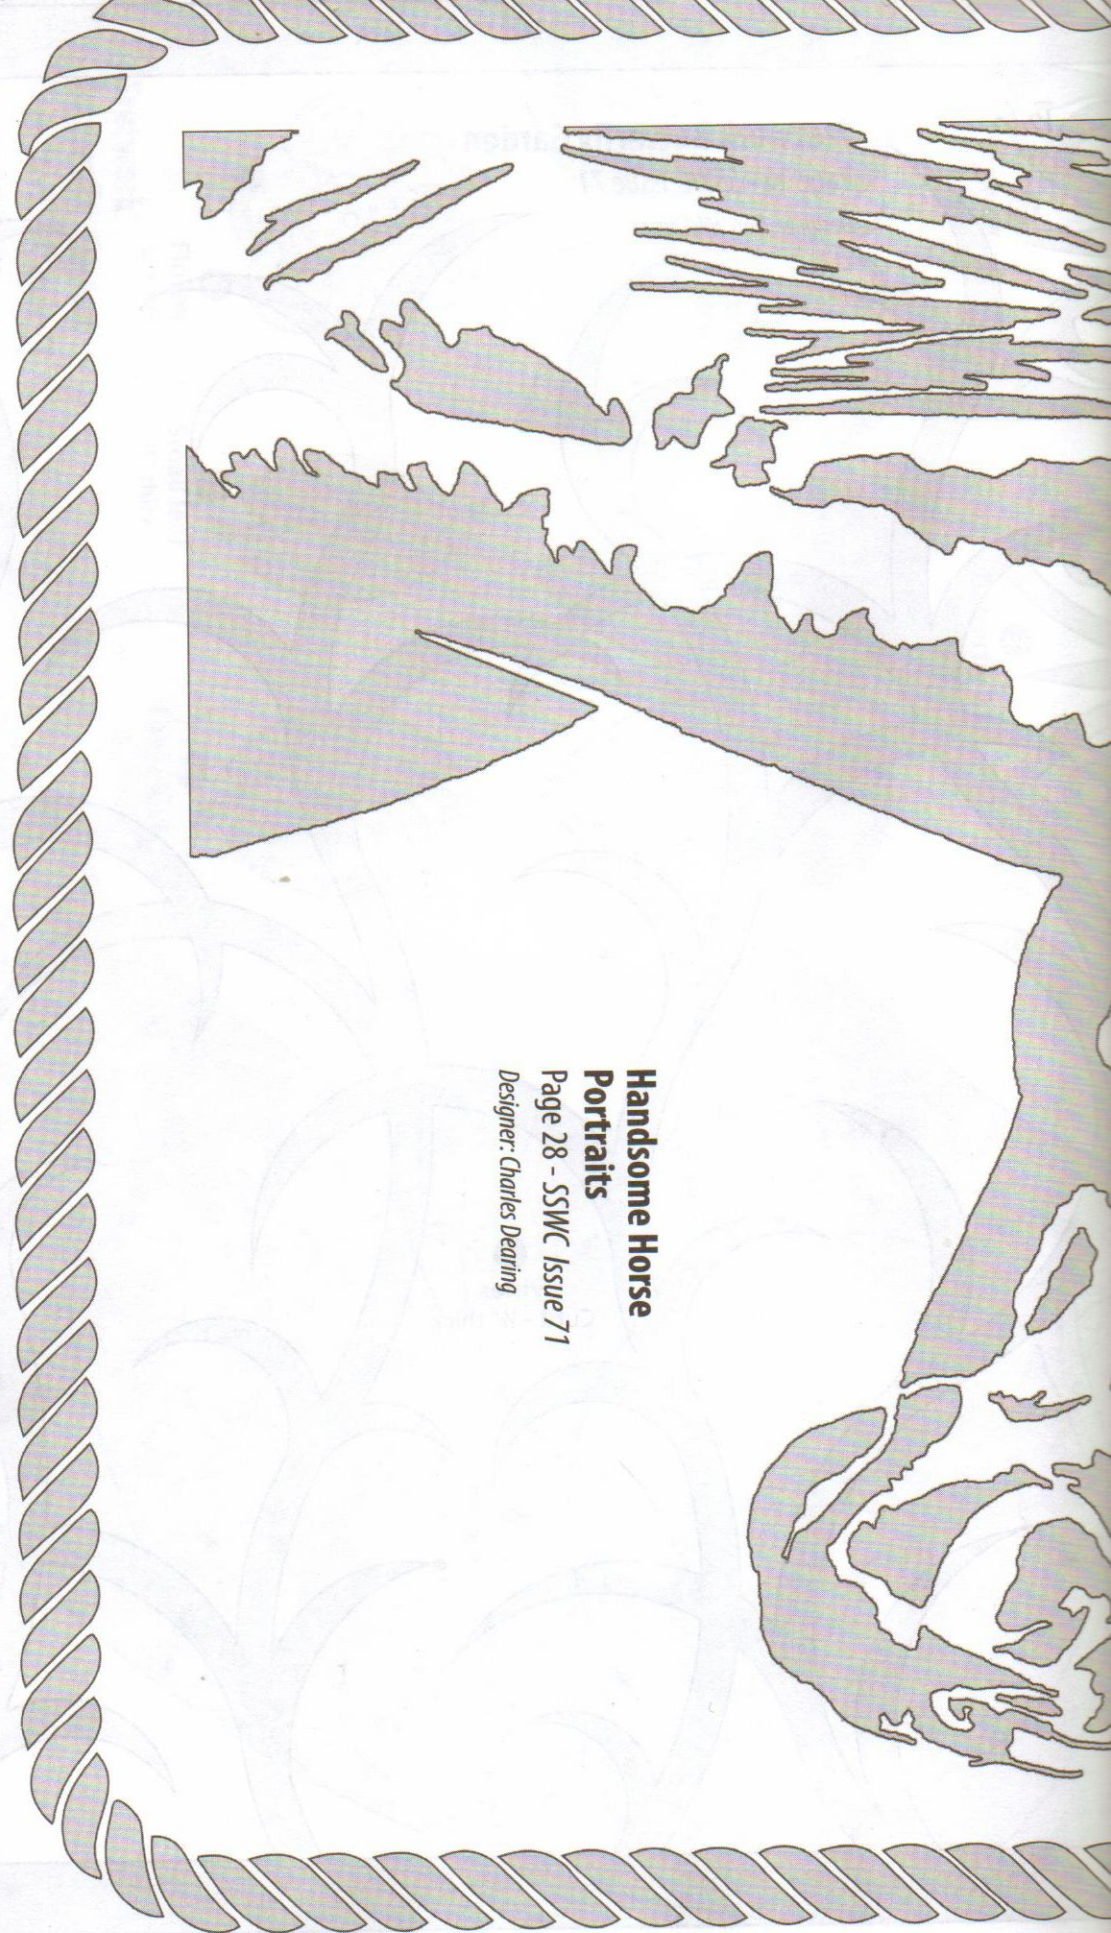 Handsome Horse
Portraits
Page 28 - SSWC Issue 71
Designer: Charles Dearing